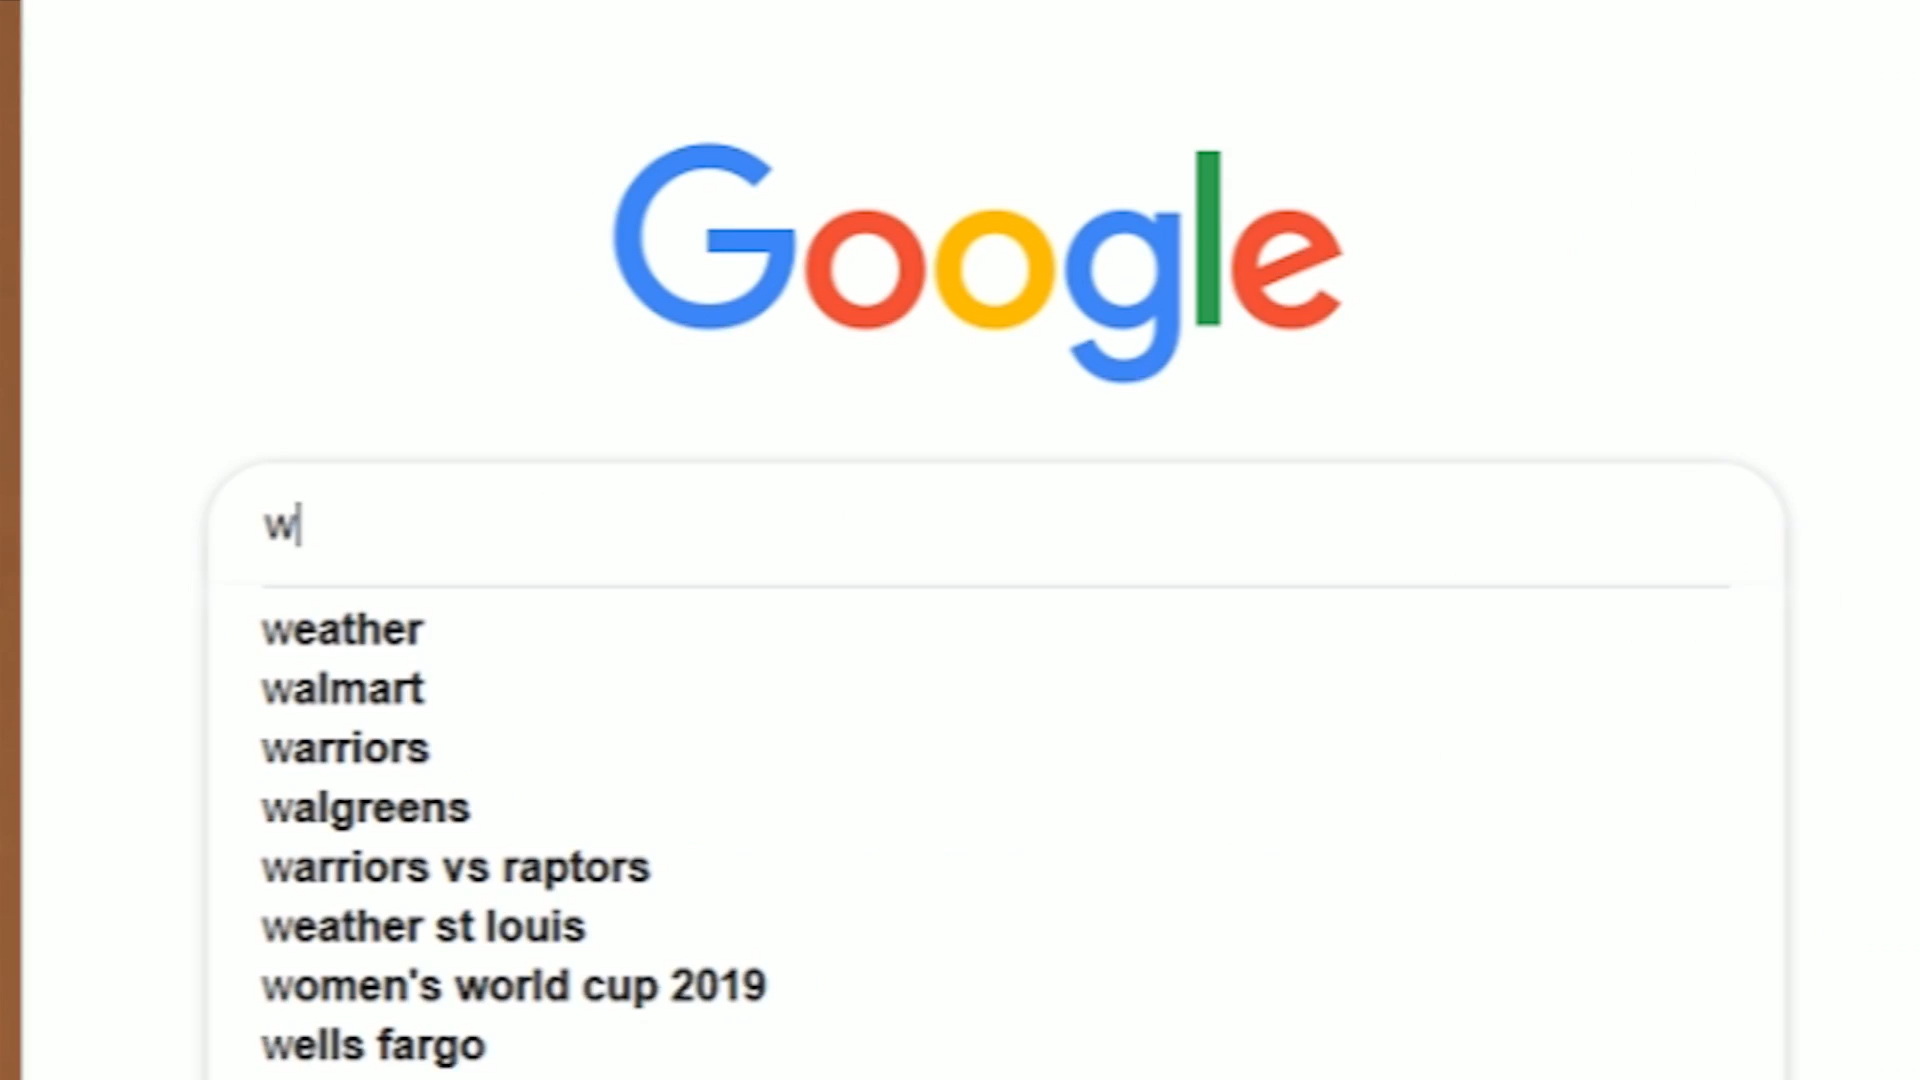 Google
w
weather
walmart
warriors
walgreens
warriors vs raptors
weather st louis
women's world cup 2019
wells fargo